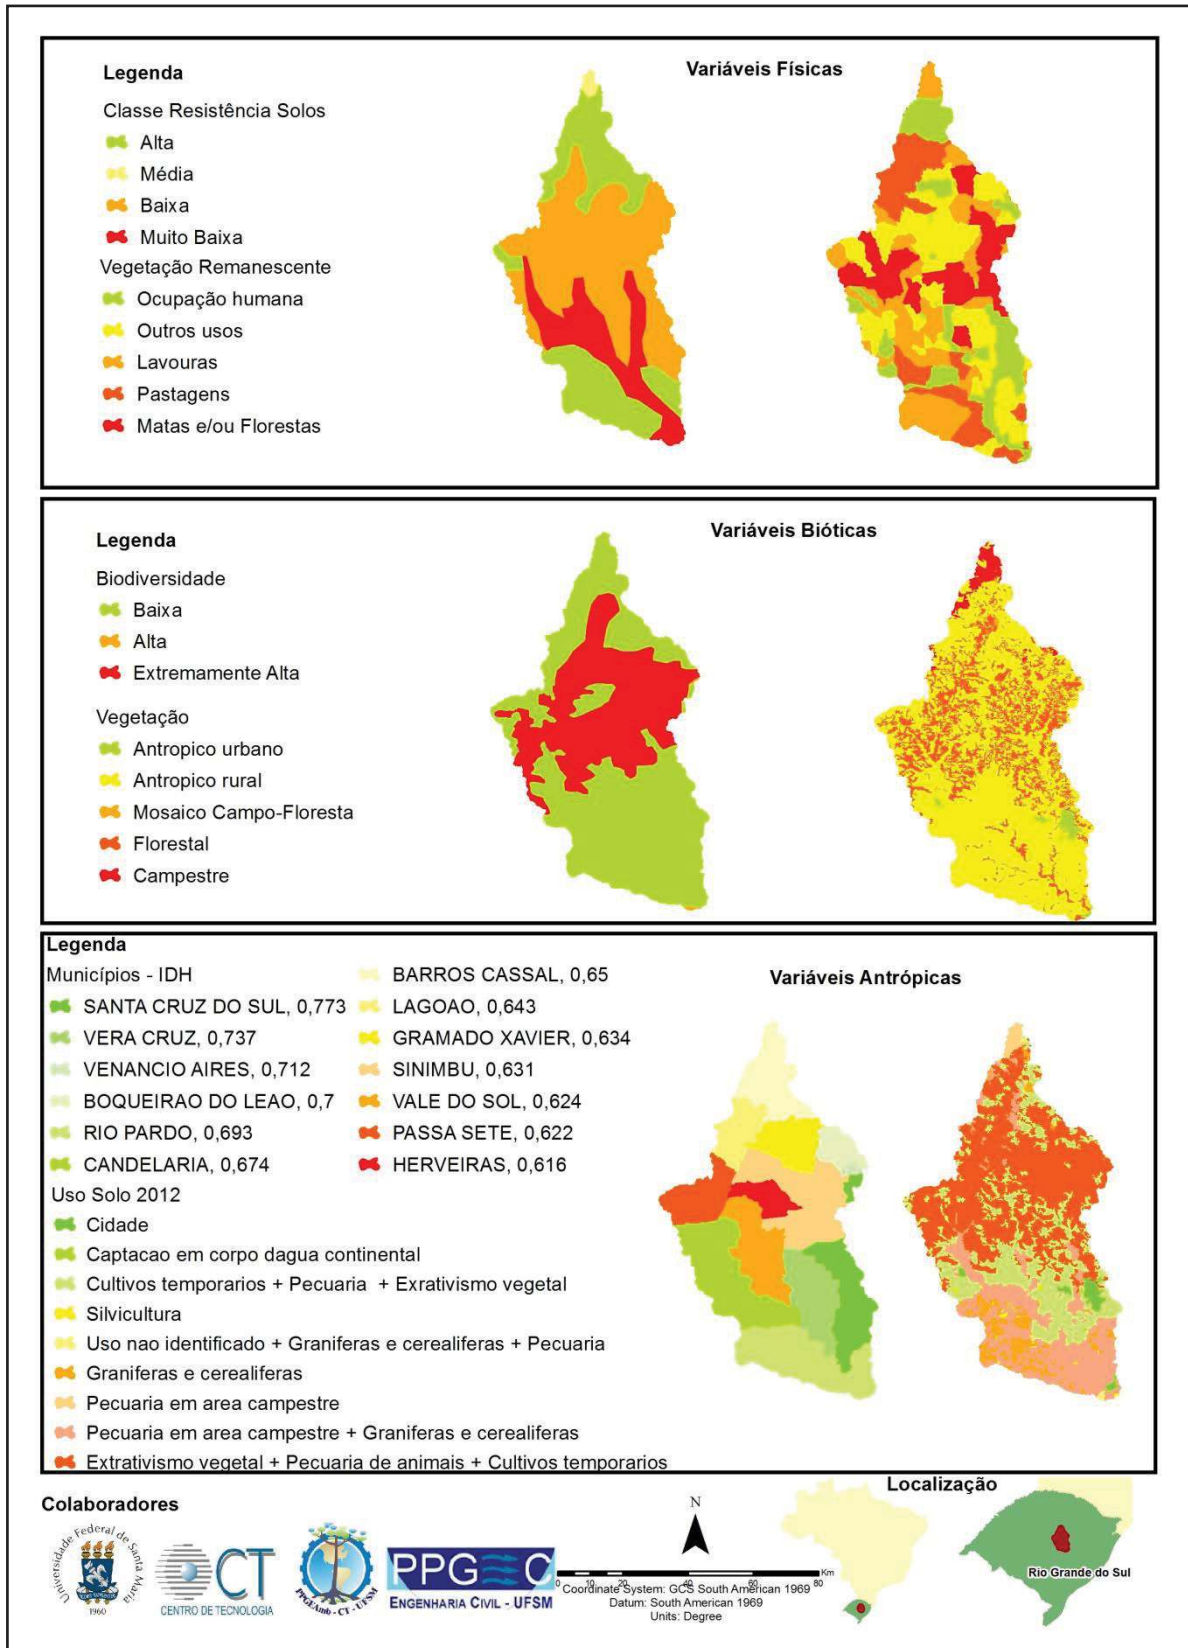 Variáveis Físicas
Legenda
Classe Resistência Solos
Alta
Média
Baixa
Muito Baixa
Vegetação Remanescente
Ocupação humana
Outros usos
Lavouras
Pastagens
Matas e/ou Florestas
Variáveis Bióticas
Legenda
Biodiversidade
Baixa
Alta
Extremamente Alta
Vegetação
Antropico urbano
Antropico rural
Mosaico Campo-Floresta
Florestal
Campestre
Variáveis Antrópicas
Legenda
Municípios - IDH
SANTA CRUZ DO SUL, 0,773
VERA CRUZ, 0,737
VENANCIO AIRES, 0,712
BOQUEIRAO DO LEAO, 0,7
RIO PARDO, 0,693
CANDELARIA, 0,674
BARROS CASSAL, 0,65
LAGOAO, 0,643
GRAMADO XAVIER, 0,634
SINIMBU, 0,631
VALE DO SOL, 0,624
PASSA SETE, 0,622
HERVEIRAS, 0,616
Uso Solo 2012
Cidade
Captacao em corpo dagua continental
Cultivos temporarios + Pecuaria + Exrativismo vegetal
Silvicultura
Uso nao identificado + Graniferas e cerealiferas + Pecuaria
Graniferas e cerealiferas
Pecuaria em area campestre
Pecuaria em area campestre + Graniferas e cerealiferas
Extrativismo vegetal + Pecuaria de animais + Cultivos temporarios
Colaboradores
Universidade Federal de Santa Maria
1960
CT
CENTRO DE TECNOLOGIA
PPGEAmb - CT - UFSM
PPGEC
ENGENHARIA CIVIL - UFSM
N
Km
0 10 20 40 60 80
Coordinate System: GCS South American 1969
Datum: South American 1969
Units: Degree
Localização
Rio Grande do Sul